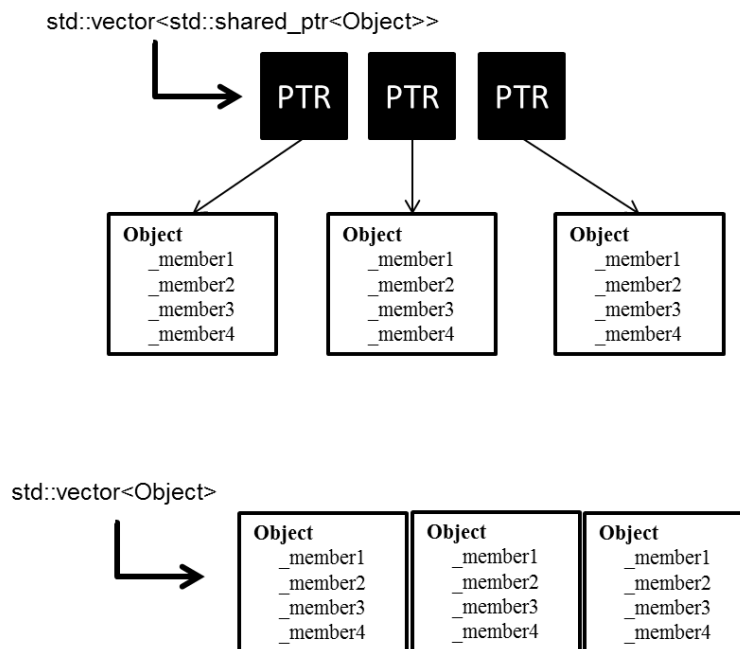 std::vector<std::shared_ptr<Object>>
PTR PTR PTR
Object Object Object
_member1 _member1 _member1
_member2 _member2 _member2
_member3 _member3 _member3
_member4 _member4 _member4
std::vector<Object>
Object Object Object
_member1 _member1 _member1
_member2 _member2 _member2
_member3 _member3 _member3
_member4 _member4 _member4